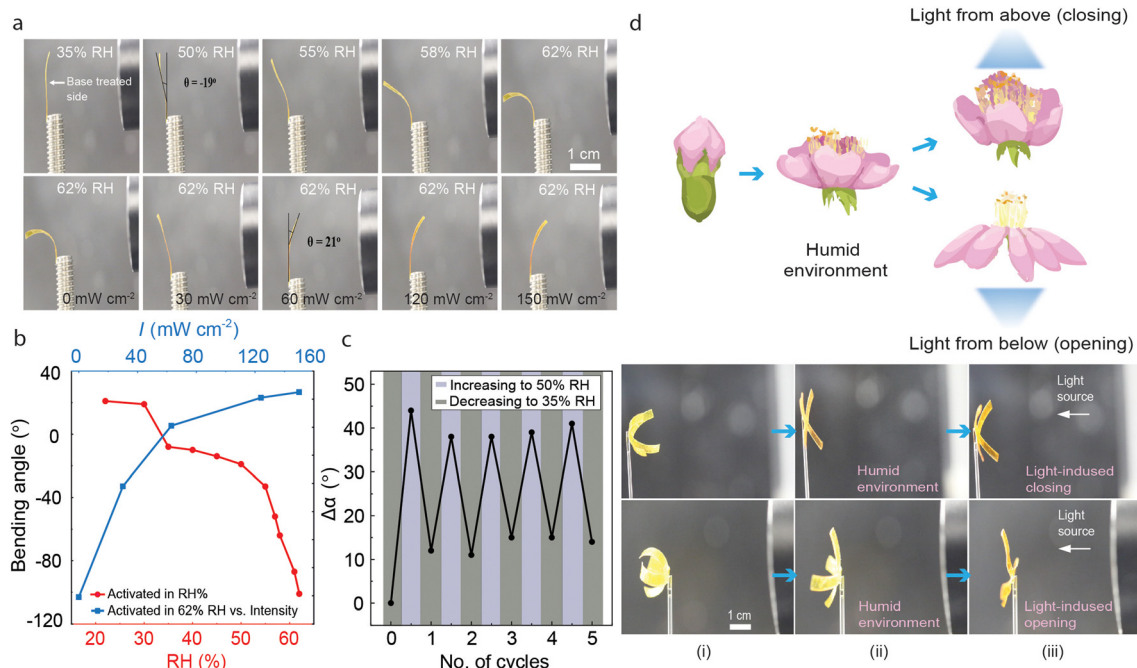 a
35% RH
50% RH
55% RH
58% RH
62% RH
Base treated
side
θ = -19°
1 cm
62% RH
62% RH
62% RH
62% RH
62% RH
θ = 21°
0 mW cm-2
30 mW cm-2
60 mW cm-2
120 mW cm-2
150 mW cm-2
b
I (mW cm-2)
0
40
80
120
160
40
0
-40
-80
-120
Bending angle (°)
Activated in RH%
Activated in 62% RH vs. Intensity
20
30
40
50
60
RH (%)
c
Increasing to 50% RH
Decreasing to 35% RH
50
40
30
20
10
0
Δα (°)
0
1
2
3
4
5
No. of cycles
d
Light from above (closing)
Humid
environment
Light from below (opening)
Humid
environment
Light
source
Light-indused
closing
1 cm
Humid
environment
Light
source
Light-indused
opening
(i)
(ii)
(iii)